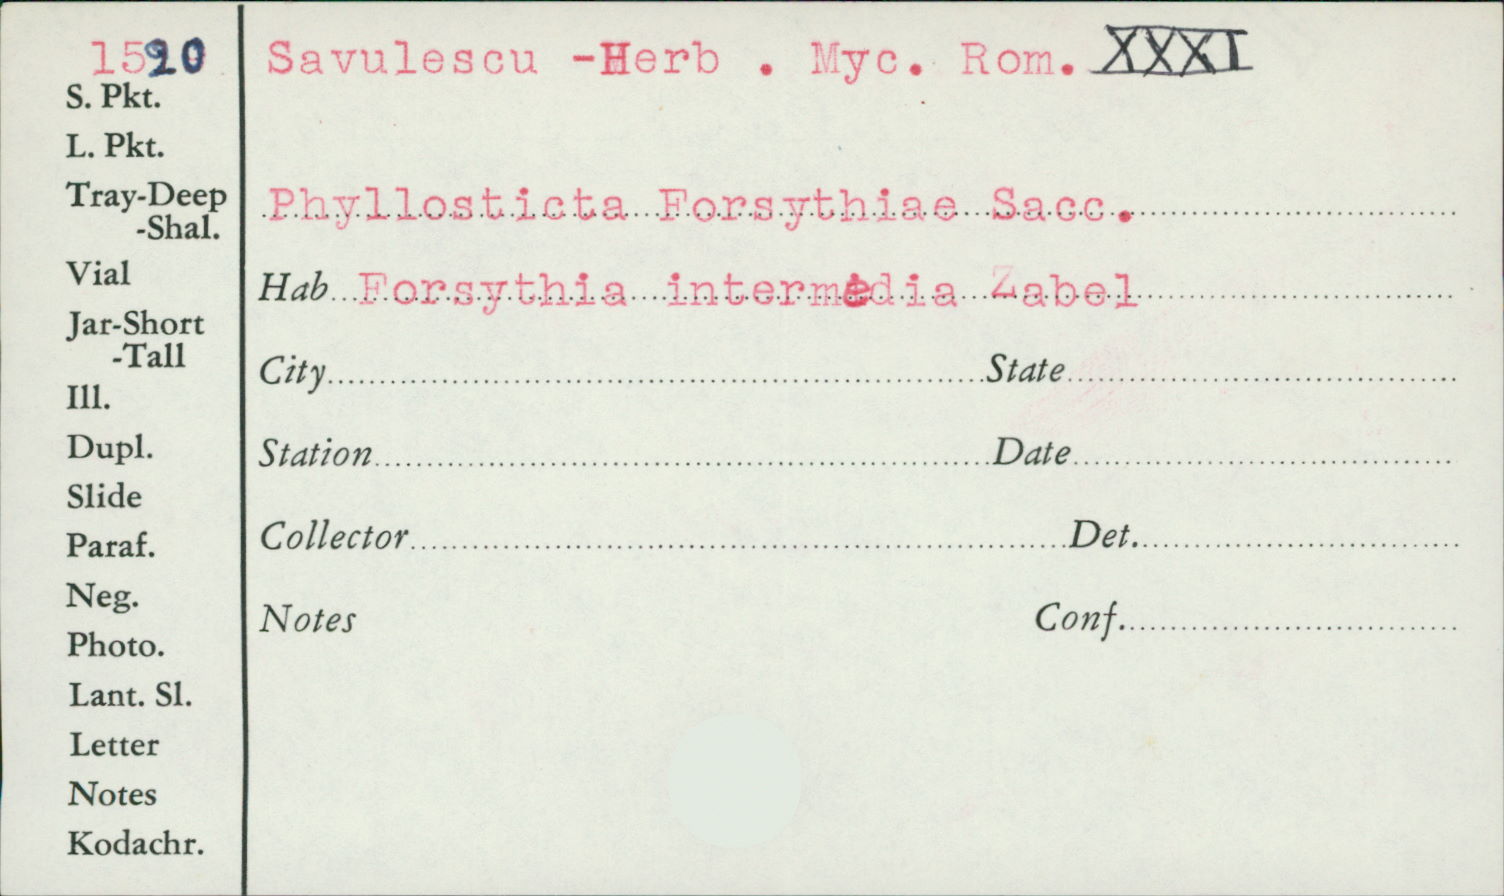 1520 Savulescu -Herb . Myc. Rom. XXXI
S. Pkt.
L. Pkt.
Tray-Deep
-Shal.
Phyllosticta Forsythiae Sacc.
Vial
Hab Forsythia intermedia Zabel
Jar-Short
-Tall
City State
Ill.
Dupl.
Station Date
Slide
Paraf.
Collector Det.
Neg.
Notes Conf.
Photo.
Lant. Sl.
Letter
Notes
Kodachr.